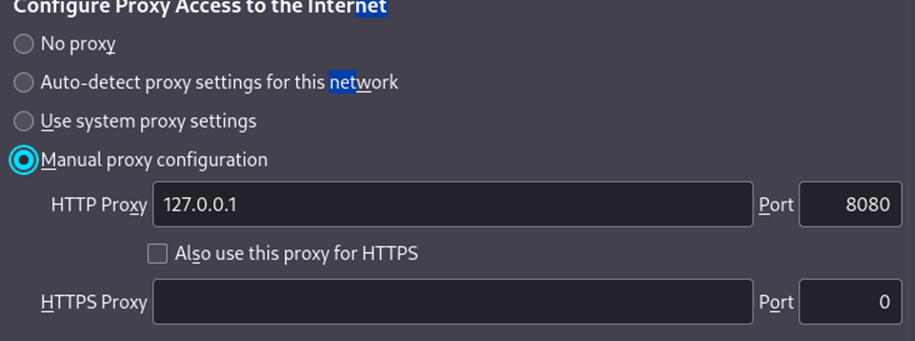 Configure Proxy Access to the Internet
No proxy
Auto-detect proxy settings for this network
Use system proxy settings
Manual proxy configuration
HTTP Proxy 127.0.0.1 Port 8080
Also use this proxy for HTTPS
HTTPS Proxy Port 0